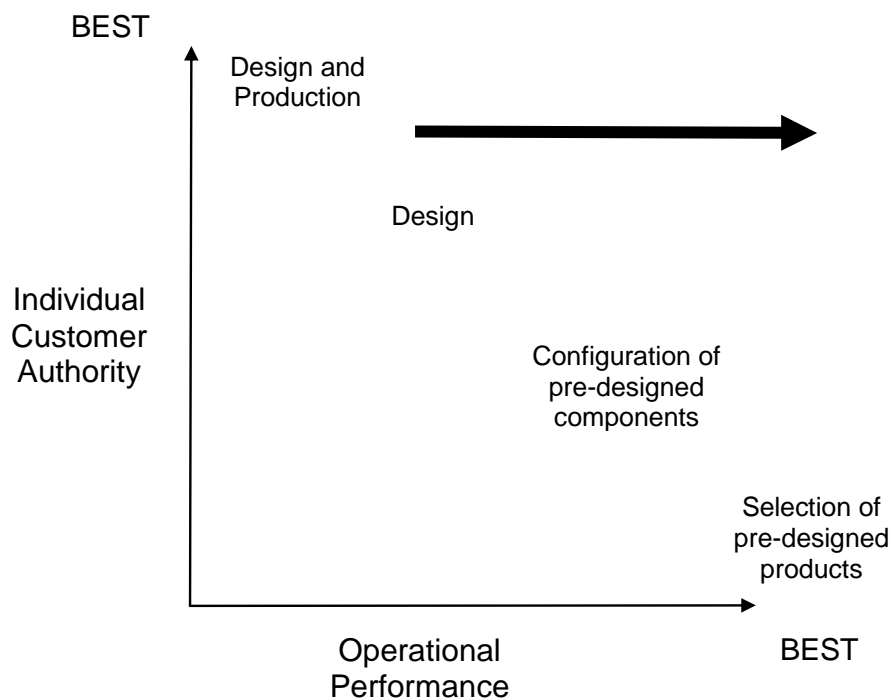 BEST
Design and
Production
Design
Individual
Customer
Authority
Configuration of
pre-designed
components
Selection of
pre-designed
products
Operational
Performance
BEST